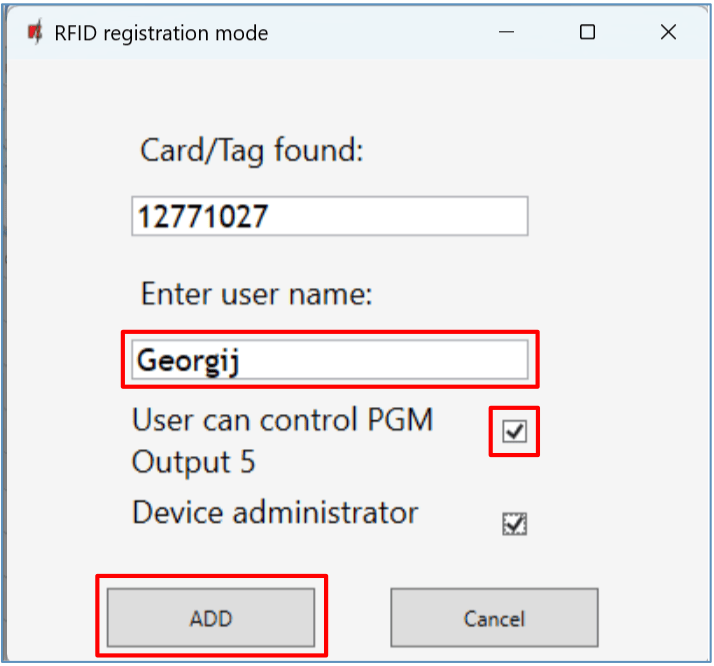 RFID registration mode
Card/Tag found:
12771027
Enter user name:
Georgij
User can control PGM
Output 5
Device administrator
ADD
Cancel